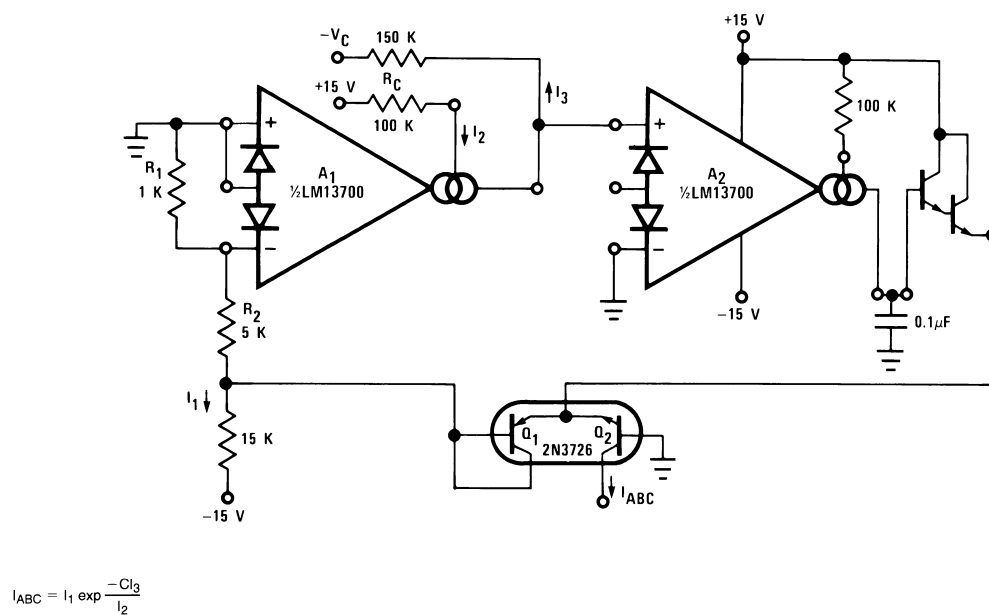 +15 V
−V_C
150 K
+15 V
R_C
100 K
I_3
I_2
100 K
+
A_1
½LM13700
−
R_1
1 K
+
A_2
½LM13700
−
−15 V
0.1μF
R_2
5 K
I_1
15 K
−15 V
Q_1
Q_2
2N3726
I_ABC
I_ABC = I_1 exp −CI_3 / I_2